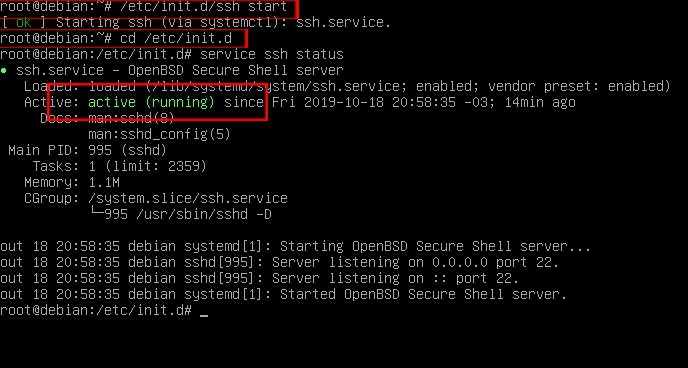 root@debian:~# /etc/init.d/ssh start
[ ok ] Starting ssh (via systemctl): ssh.service.
root@debian:~# cd /etc/init.d
root@debian:/etc/init.d# service ssh status
● ssh.service - OpenBSD Secure Shell server
Loaded: loaded (/lib/systemd/system/ssh.service; enabled; vendor preset: enabled)
Active: active (running) since Fri 2019-10-18 20:58:35 -03; 14min ago
Docs: man:sshd(8)
man:sshd_config(5)
Main PID: 995 (sshd)
Tasks: 1 (limit: 2359)
Memory: 1.1M
CGroup: /system.slice/ssh.service
└─995 /usr/sbin/sshd -D
out 18 20:58:35 debian systemd[1]: Starting OpenBSD Secure Shell server...
out 18 20:58:35 debian sshd[995]: Server listening on 0.0.0.0 port 22.
out 18 20:58:35 debian sshd[995]: Server listening on :: port 22.
out 18 20:58:35 debian systemd[1]: Started OpenBSD Secure Shell server.
root@debian:/etc/init.d# _